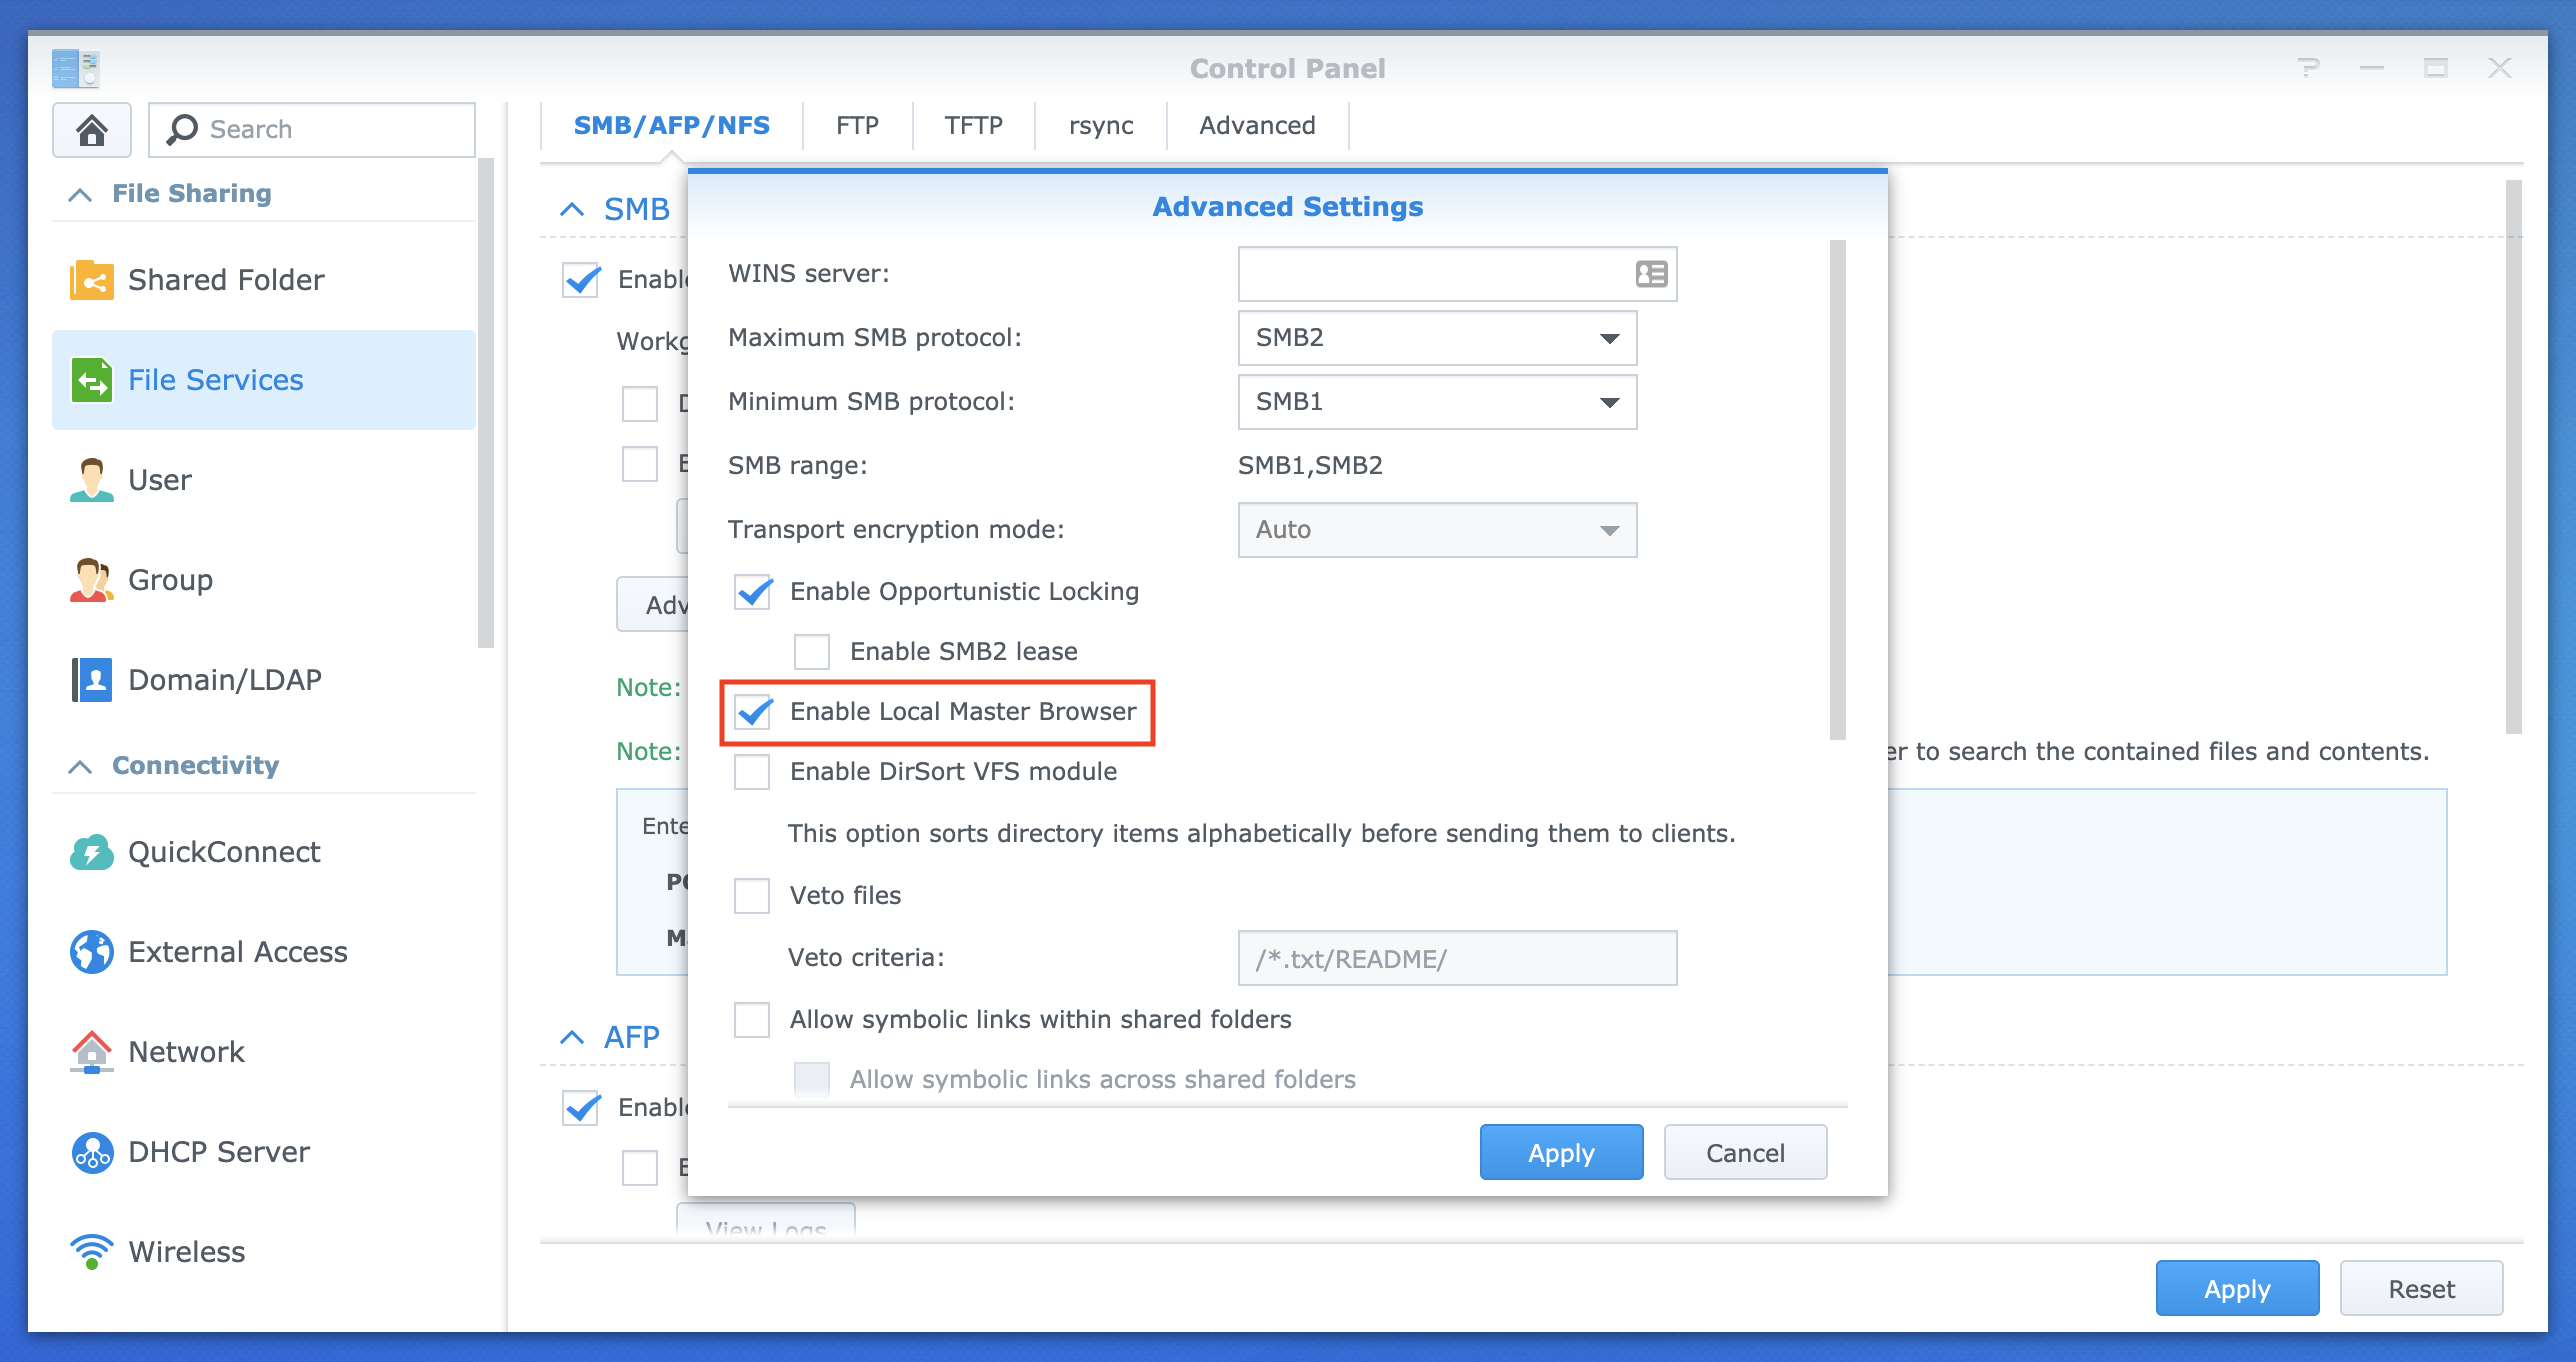 Control Panel
Search
SMB/AFP/NFS
FTP
TFTP
rsync
Advanced
File Sharing
Shared Folder
File Services
User
Group
Domain/LDAP
Connectivity
QuickConnect
External Access
Network
DHCP Server
Wireless
SMB
Note:
Note:
er to search the contained files and contents.
AFP
View Logs
Advanced Settings
WINS server:
Maximum SMB protocol: SMB2
Minimum SMB protocol: SMB1
SMB range: SMB1,SMB2
Transport encryption mode: Auto
Enable Opportunistic Locking
Enable SMB2 lease
Enable Local Master Browser
Enable DirSort VFS module
This option sorts directory items alphabetically before sending them to clients.
Veto files
Veto criteria: /*.txt/README/
Allow symbolic links within shared folders
Allow symbolic links across shared folders
Apply
Cancel
Apply
Reset